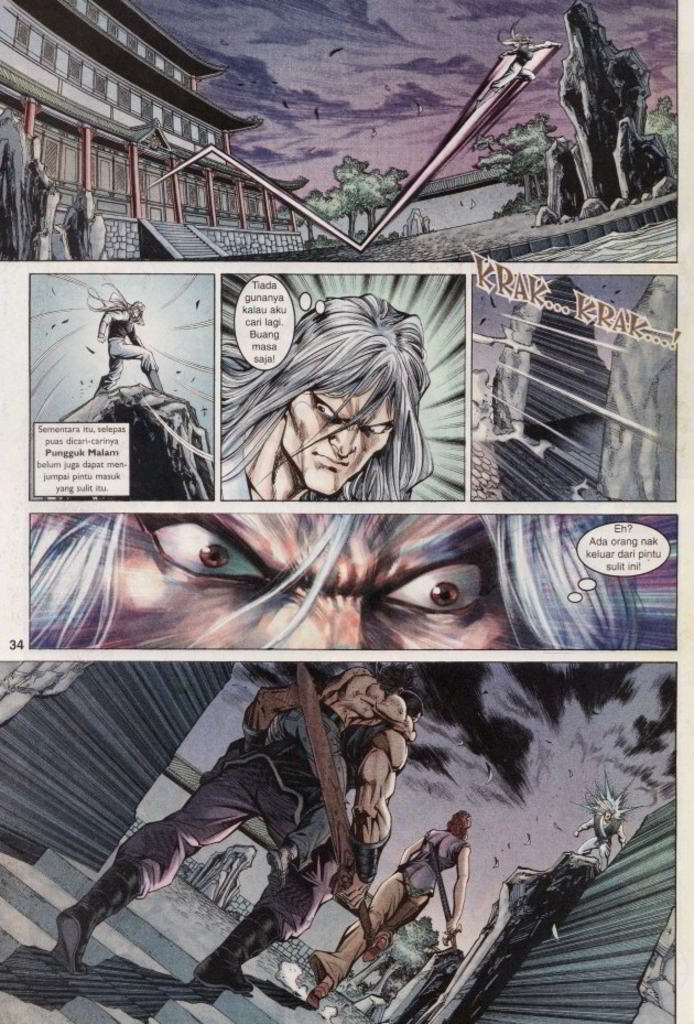 Tiada
gunanya
kalau aku
cari lagi.
Buang
masa
saja!
KRAK... KRAK...!
Sementara itu, selepas
puas dicari-carinya
Pungguk Malam
belum juga dapat men-
jumpai pintu masuk
yang sulit itu.
Eh?
Ada orang nak
keluar dari pintu
sulit ini!
34